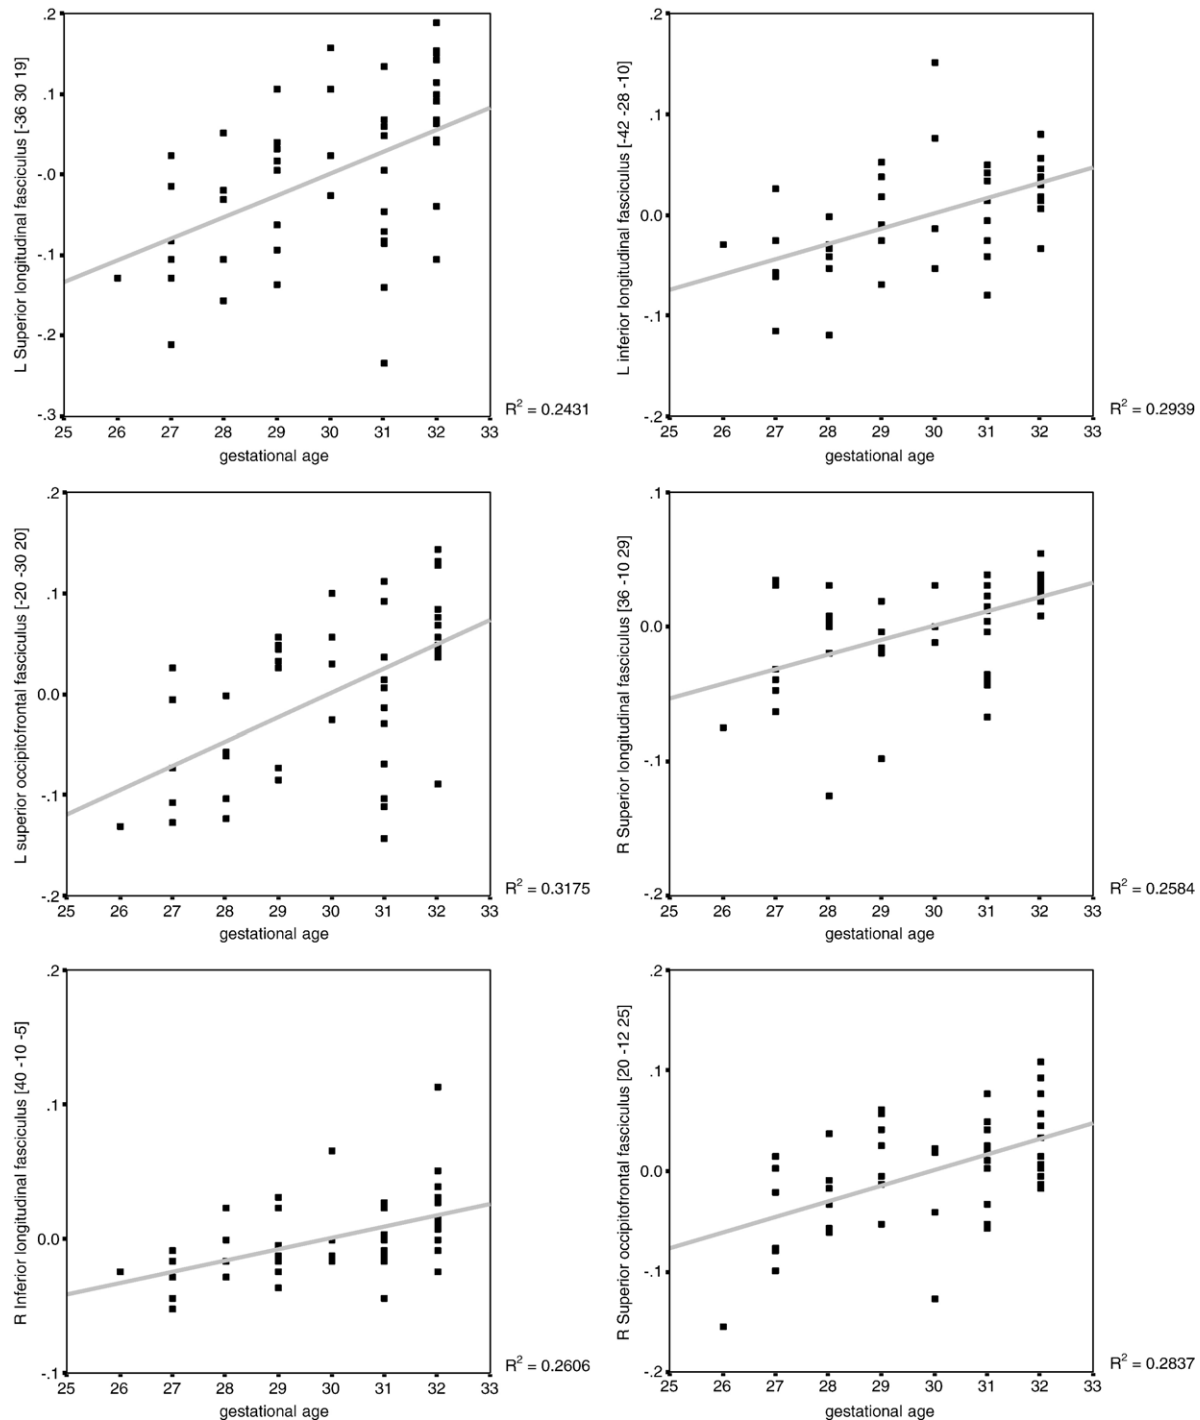 L Superior longitudinal fasciculus [-36 30 19]
.2
.1
-.0
-.1
-.2
-.3
25 26 27 28 29 30 31 32 33
gestational age
R² = 0.2431
L inferior longitudinal fasciculus [-42 -28 -10]
.2
.1
0.0
-.1
-.2
25 26 27 28 29 30 31 32 33
gestational age
R² = 0.2939
L superior occipitofrontal fasciculus [-20 -30 20]
.2
.1
0.0
-.1
-.2
25 26 27 28 29 30 31 32 33
gestational age
R² = 0.3175
R Superior longitudinal fasciculus [36 -10 29]
.1
0.0
-.1
-.2
25 26 27 28 29 30 31 32 33
gestational age
R² = 0.2584
R Inferior longitudinal fasciculus [40 -10 -5]
.2
.1
0.0
-.1
25 26 27 28 29 30 31 32 33
gestational age
R² = 0.2606
R Superior occipitofrontal fasciculus [20 -12 25]
.2
.1
0.0
-.1
-.2
25 26 27 28 29 30 31 32 33
gestational age
R² = 0.2837